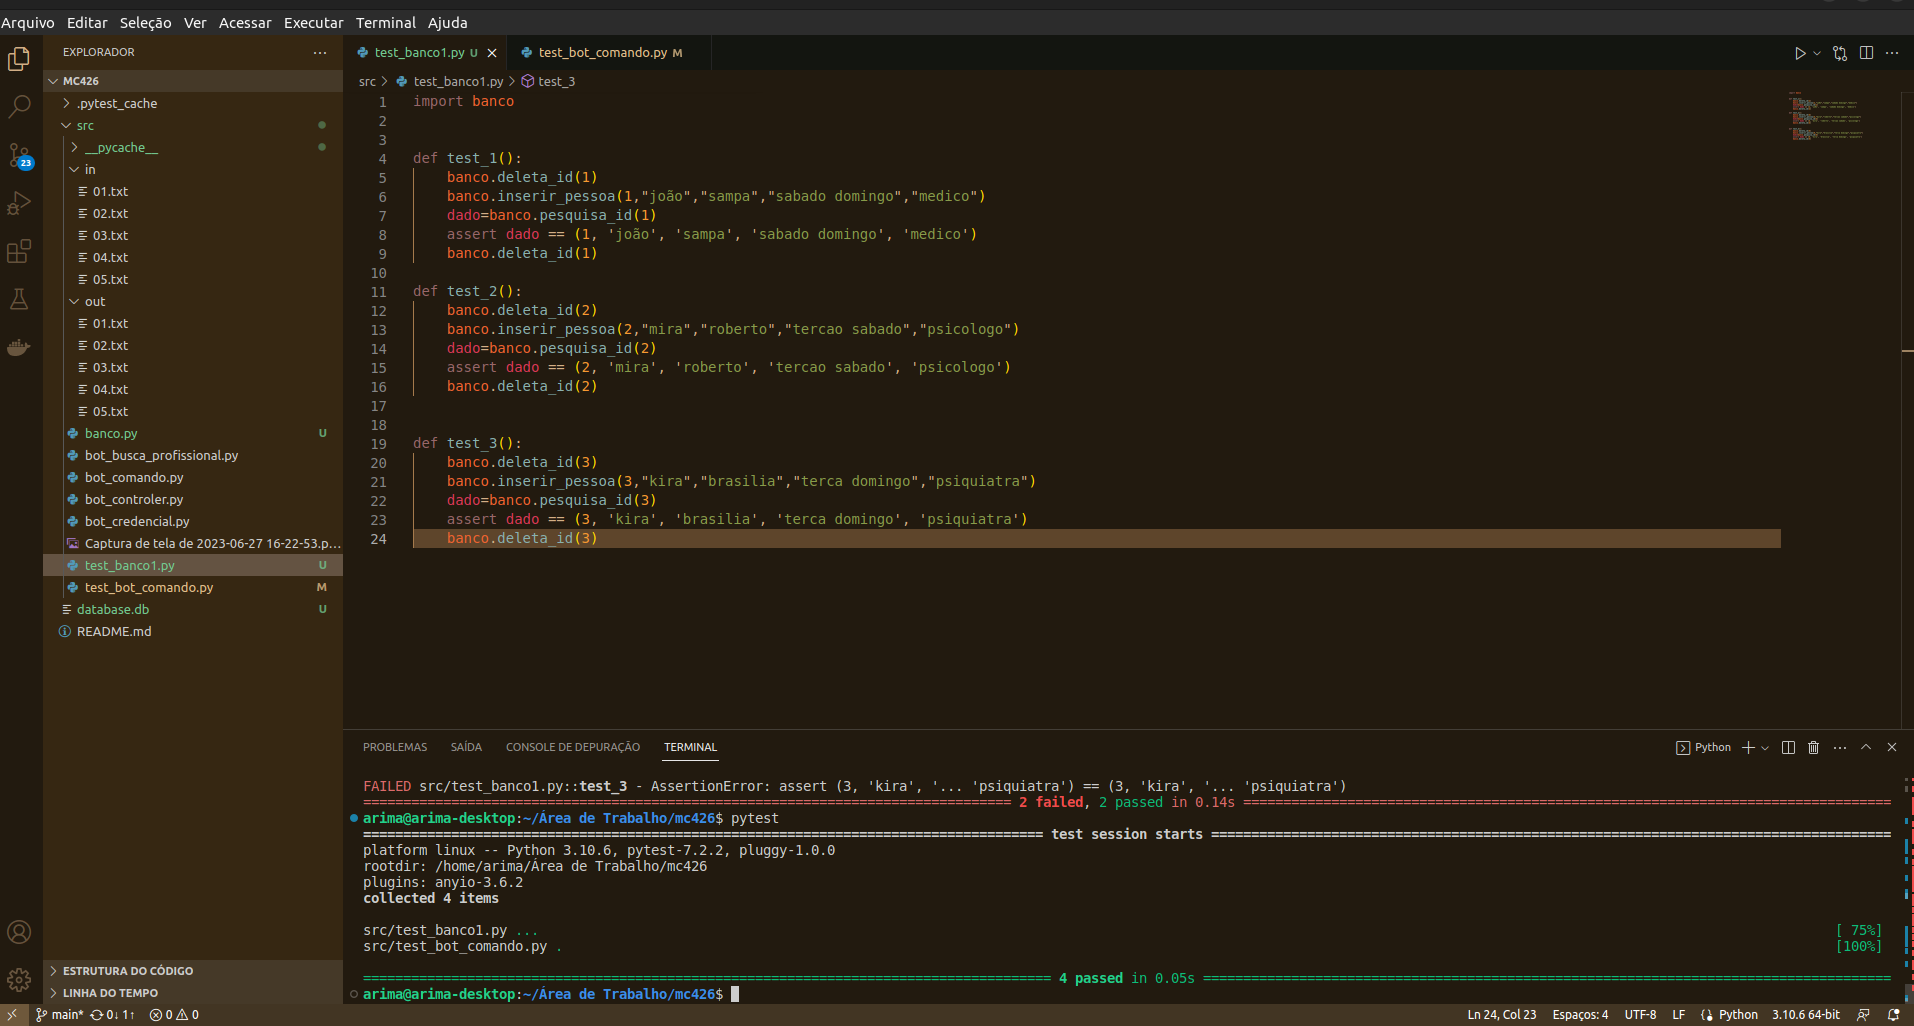 Arquivo Editar Seleção Ver Acessar Executar Terminal Ajuda
EXPLORADOR
MC426
.pytest_cache
src
__pycache__
in
01.txt
02.txt
03.txt
04.txt
05.txt
out
01.txt
02.txt
03.txt
04.txt
05.txt
banco.py U
bot_busca_profissional.py
bot_comando.py
bot_controler.py
bot_credencial.py
Captura de tela de 2023-06-27 16-22-53.p...
test_banco1.py U
test_bot_comando.py M
database.db U
README.md
ESTRUTURA DO CÓDIGO
LINHA DO TEMPO
23
test_banco1.py U
test_bot_comando.py M
src > test_banco1.py > test_3
1 import banco
2
3
4 def test_1():
5 banco.deleta_id(1)
6 banco.inserir_pessoa(1,"joão","sampa","sabado domingo","medico")
7 dado=banco.pesquisa_id(1)
8 assert dado == (1, 'joão', 'sampa', 'sabado domingo', 'medico')
9 banco.deleta_id(1)
10
11 def test_2():
12 banco.deleta_id(2)
13 banco.inserir_pessoa(2,"mira","roberto","tercao sabado","psicologo")
14 dado=banco.pesquisa_id(2)
15 assert dado == (2, 'mira', 'roberto', 'tercao sabado', 'psicologo')
16 banco.deleta_id(2)
17
18
19 def test_3():
20 banco.deleta_id(3)
21 banco.inserir_pessoa(3,"kira","brasilia","terca domingo","psiquiatra")
22 dado=banco.pesquisa_id(3)
23 assert dado == (3, 'kira', 'brasilia', 'terca domingo', 'psiquiatra')
24 banco.deleta_id(3)
PROBLEMAS SAÍDA CONSOLE DE DEPURAÇÃO TERMINAL
Python
FAILED src/test_banco1.py::test_3 - AssertionError: assert (3, 'kira', '... 'psiquiatra') == (3, 'kira', '... 'psiquiatra')
2 failed, 2 passed in 0.14s
arima@arima-desktop:~/Área de Trabalho/mc426$ pytest
test session starts
platform linux -- Python 3.10.6, pytest-7.2.2, pluggy-1.0.0
rootdir: /home/arima/Área de Trabalho/mc426
plugins: anyio-3.6.2
collected 4 items
src/test_banco1.py ... [ 75%]
src/test_bot_comando.py . [100%]
4 passed in 0.05s
arima@arima-desktop:~/Área de Trabalho/mc426$
main* 0↓ 1↑ 0 0
Ln 24, Col 23 Espaços: 4 UTF-8 LF Python 3.10.6 64-bit